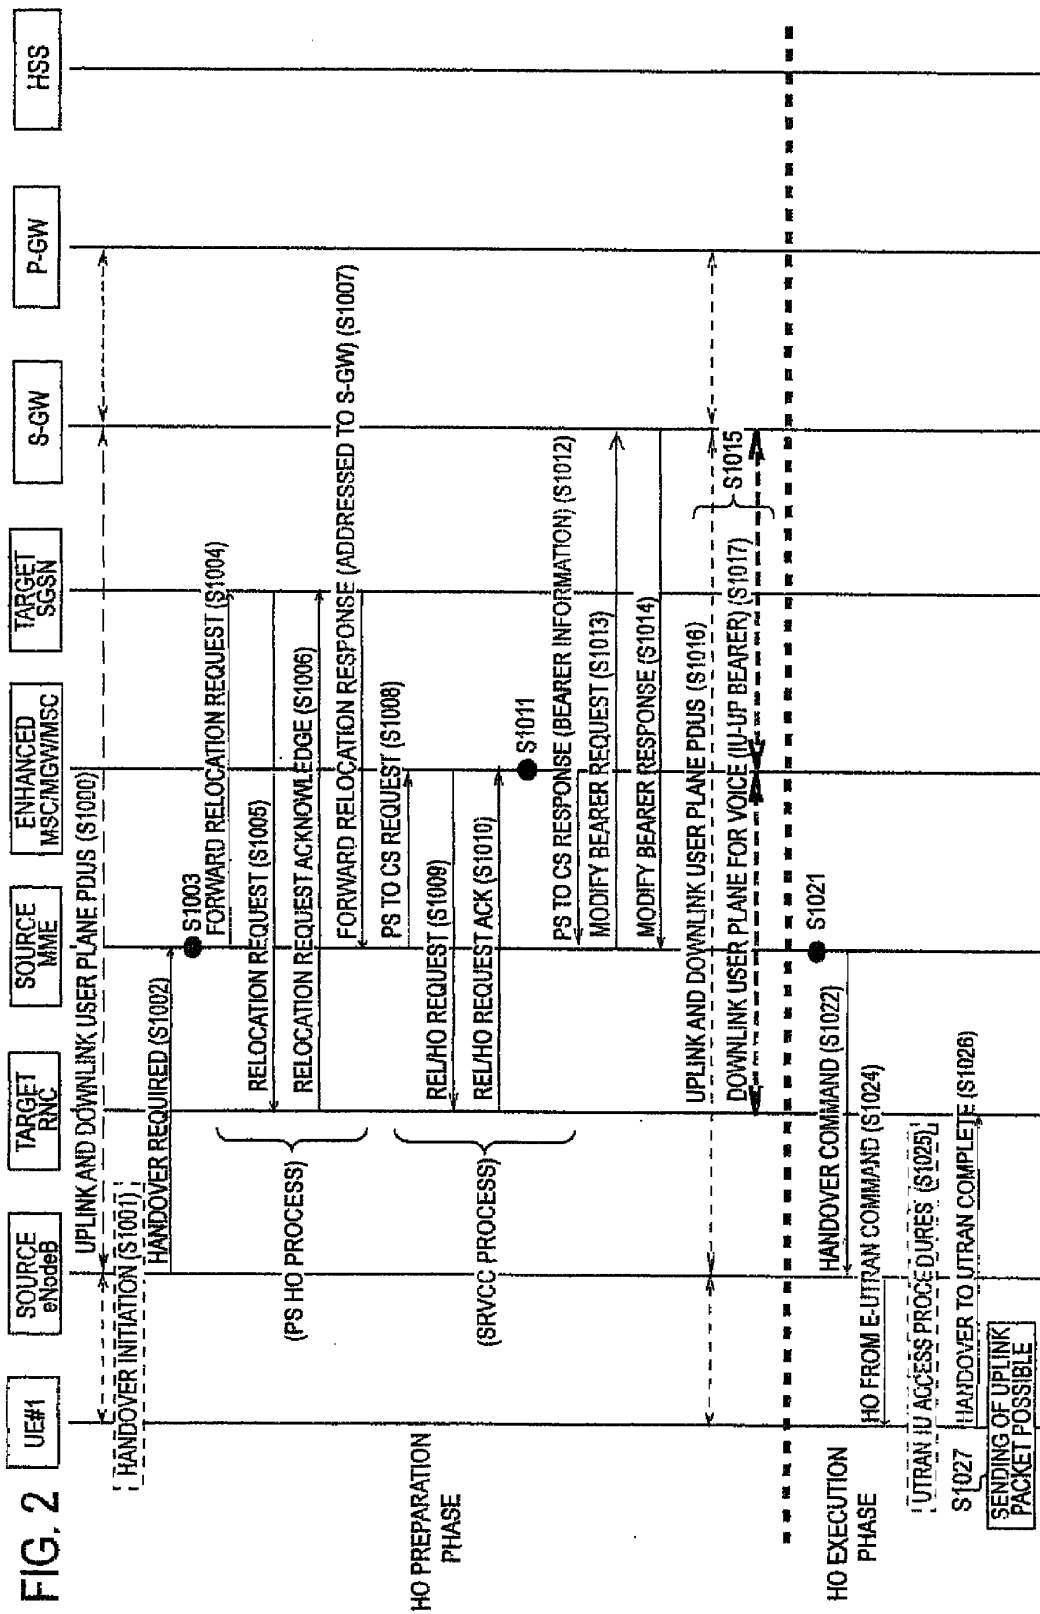 FIG. 2
UE#1
SOURCE
eNodeB
TARGET
RNC
SOURCE
MME
ENHANCED
MSC/MGW/MSC
TARGET
SGSN
S-GW
P-GW
HSS
UPLINK AND DOWNLINK USER PLANE PDUS (S1000)
HANDOVER INITIATION (S1001)
HANDOVER REQUIRED (S1002)
S1003
FORWARD RELOCATION REQUEST (S1004)
RELOCATION REQUEST (S1005)
RELOCATION REQUEST ACKNOWLEDGE (S1006)
(PS HO PROCESS)
FORWARD RELOCATION RESPONSE (ADDRESSED TO S-GW) (S1007)
PS TO CS REQUEST (S1008)
REL/HO REQUEST (S1009)
REL/HO REQUEST ACK (S1010)
(SRVCC PROCESS)
S1011
HO PREPARATION
PHASE
PS TO CS RESPONSE (BEARER INFORMATION) (S1012)
MODIFY BEARER REQUEST (S1013)
MODIFY BEARER RESPONSE (S1014)
UPLINK AND DOWNLINK USER PLANE PDUS (S1016)
S1015
DOWNLINK USER PLANE FOR VOICE (IU-UP BEARER) (S1017)
HO EXECUTION
PHASE
S1021
HANDOVER COMMAND (S1022)
HO FROM E-UTRAN COMMAND (S1024)
UTRAN IU ACCESS PROCEDURES (S1025)
HANDOVER TO UTRAN COMPLETE (S1026)
S1027
SENDING OF UPLINK
PACKET POSSIBLE